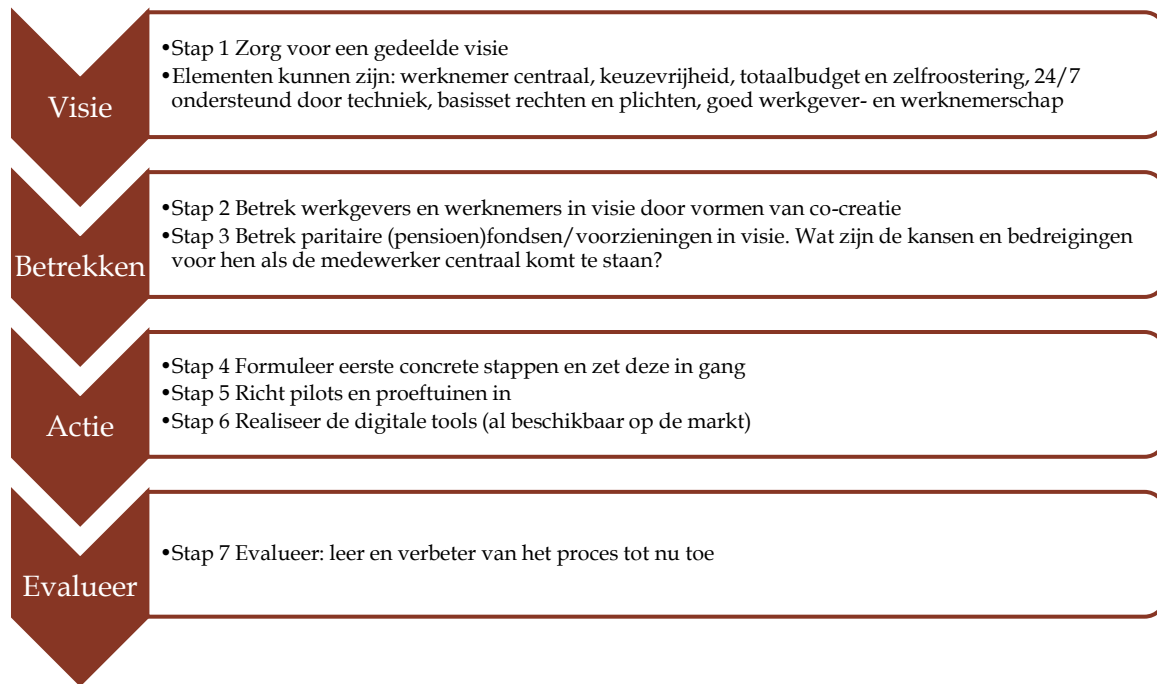 Visie
•Stap 1 Zorg voor een gedeelde visie
•Elementen kunnen zijn: werknemer centraal, keuzevrijheid, totaalbudget en zelfroostering, 24/7
ondersteund door techniek, basisset rechten en plichten, goed werkgever- en werknemerschap
Betrekken
•Stap 2 Betrek werkgevers en werknemers in visie door vormen van co-creatie
•Stap 3 Betrek paritaire (pensioen)fondsen/voorzieningen in visie. Wat zijn de kansen en bedreigingen
voor hen als de medewerker centraal komt te staan?
Actie
•Stap 4 Formuleer eerste concrete stappen en zet deze in gang
•Stap 5 Richt pilots en proeftuinen in
•Stap 6 Realiseer de digitale tools (al beschikbaar op de markt)
Evalueer
•Stap 7 Evalueer: leer en verbeter van het proces tot nu toe